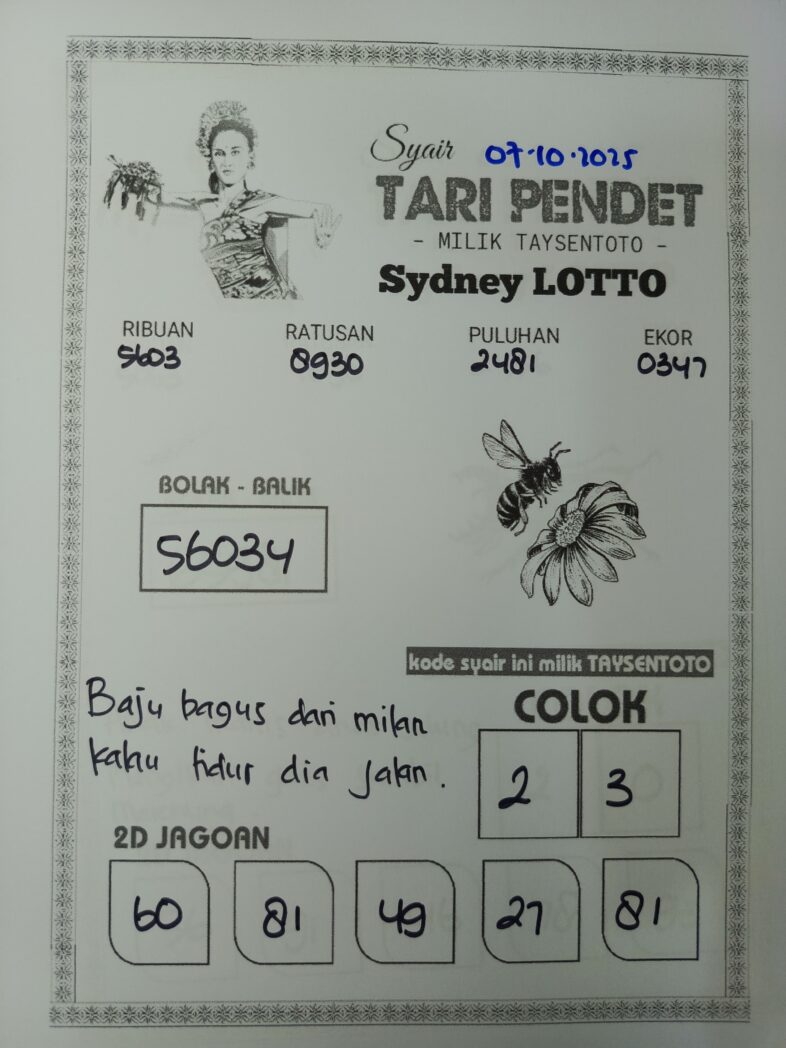 Syair 07.10.2025
TARI PENDET
- MILIK TAYSENTOTO -
Sydney LOTTO
RIBUAN RATUSAN PULUHAN EKOR
5603 8930 2481 0347
BOLAK - BALIK
56034
kode syair ini milik TAYSENTOTO
Baju bagus dari milan
kalau tidur dia jalan.
COLOK
2 3
2D JAGOAN
60 81 49 27 81